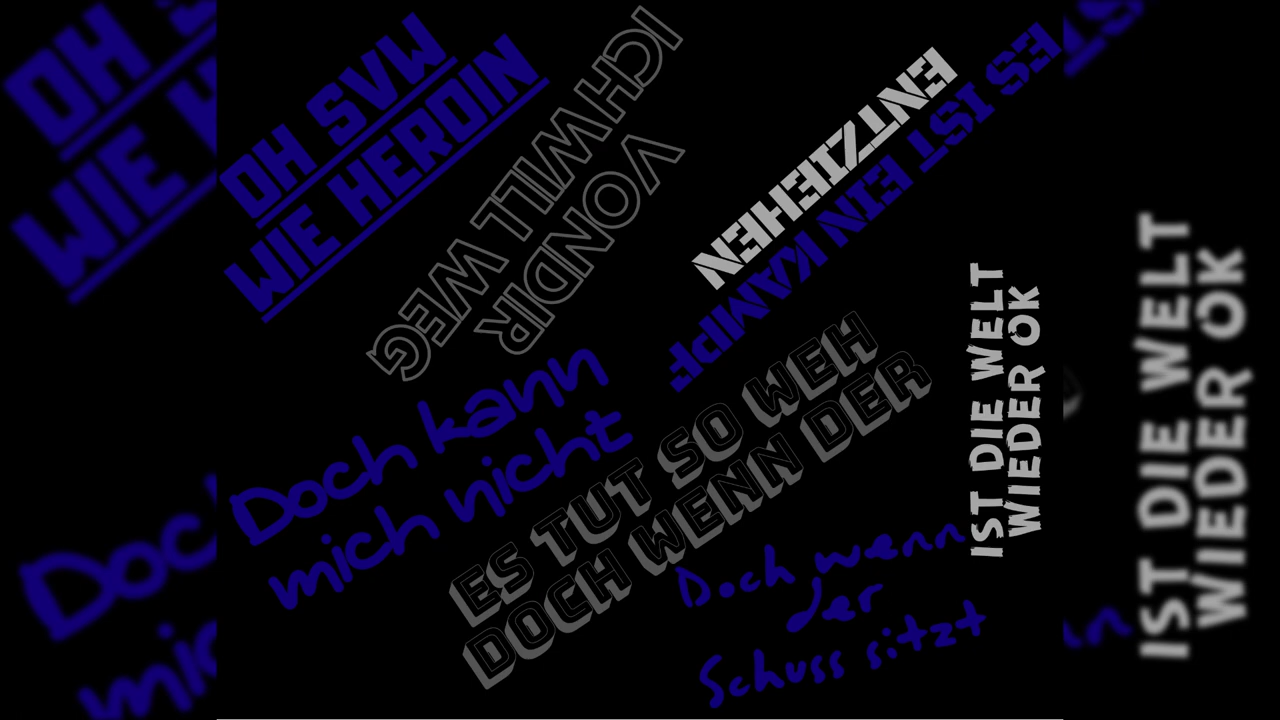 OH SVW
WIE HEROIN
ICH WILL WEG
VON DIR
ENTZIEHEN
ES IST EIN KAMPF
Doch kann
mich nicht
ES TUT SO WEH
DOCH WENN DER
Doch wenn
der
Schuss sitzt
IST DIE WELT
WIEDER OK